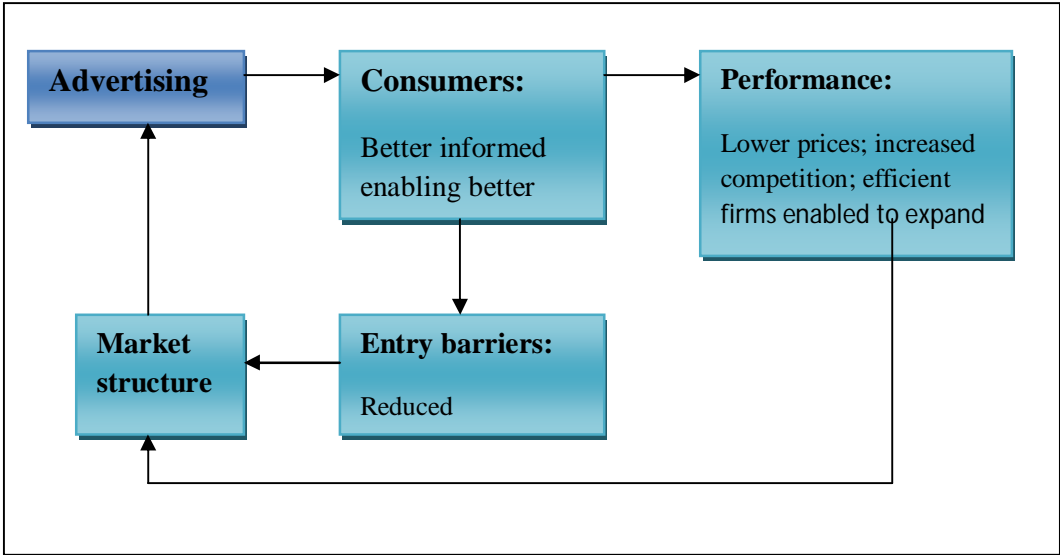 Advertising
Consumers:
Better informed
enabling better
Performance:
Lower prices; increased
competition; efficient
firms enabled to expand
Market
structure
Entry barriers:
Reduced